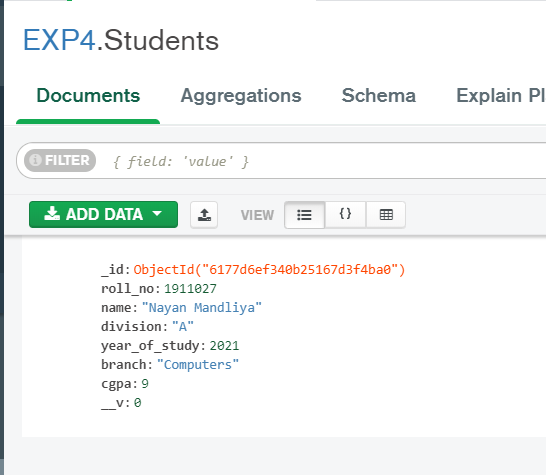 EXP4.Students
Documents Aggregations Schema Explain Pl
FILTER { field: 'value' }
ADD DATA VIEW { }
_id: ObjectId("6177d6ef340b25167d3f4ba0")
roll_no: 1911027
name: "Nayan Mandliya"
division: "A"
year_of_study: 2021
branch: "Computers"
cgpa: 9
__v: 0